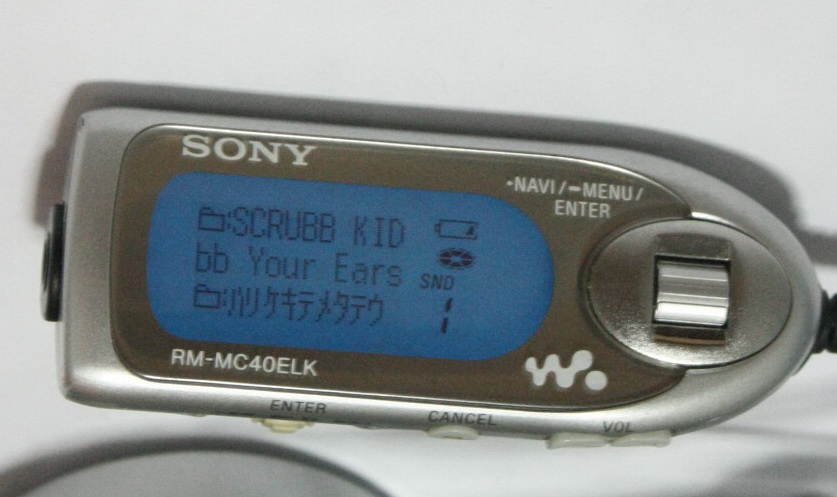 SONY
•NAVI/━MENU/
ENTER
:SCRUBB KID
bb Your Ears
SND
:ハリケキテメタテウ
1
RM-MC40ELK
ENTER
CANCEL
VOL